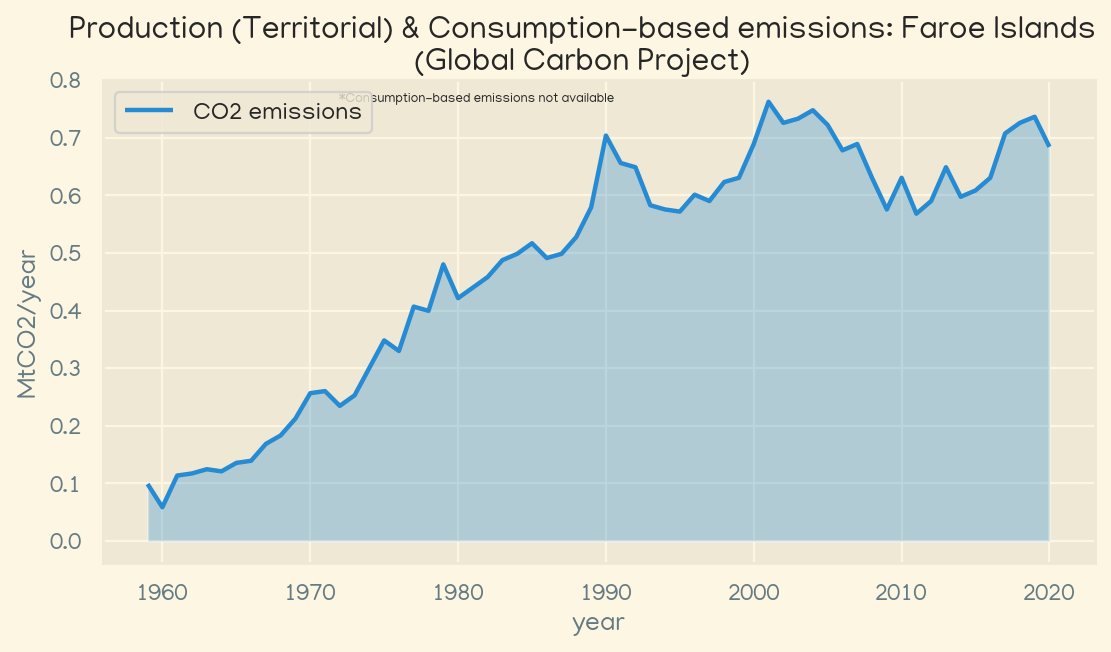 Production (Territorial) & Consumption-based emissions: Faroe Islands
(Global Carbon Project)
*Consumption-based emissions not available
CO2 emissions
MtCO2/year
0.8
0.7
0.6
0.5
0.4
0.3
0.2
0.1
0.0
1960 1970 1980 1990 2000 2010 2020
year